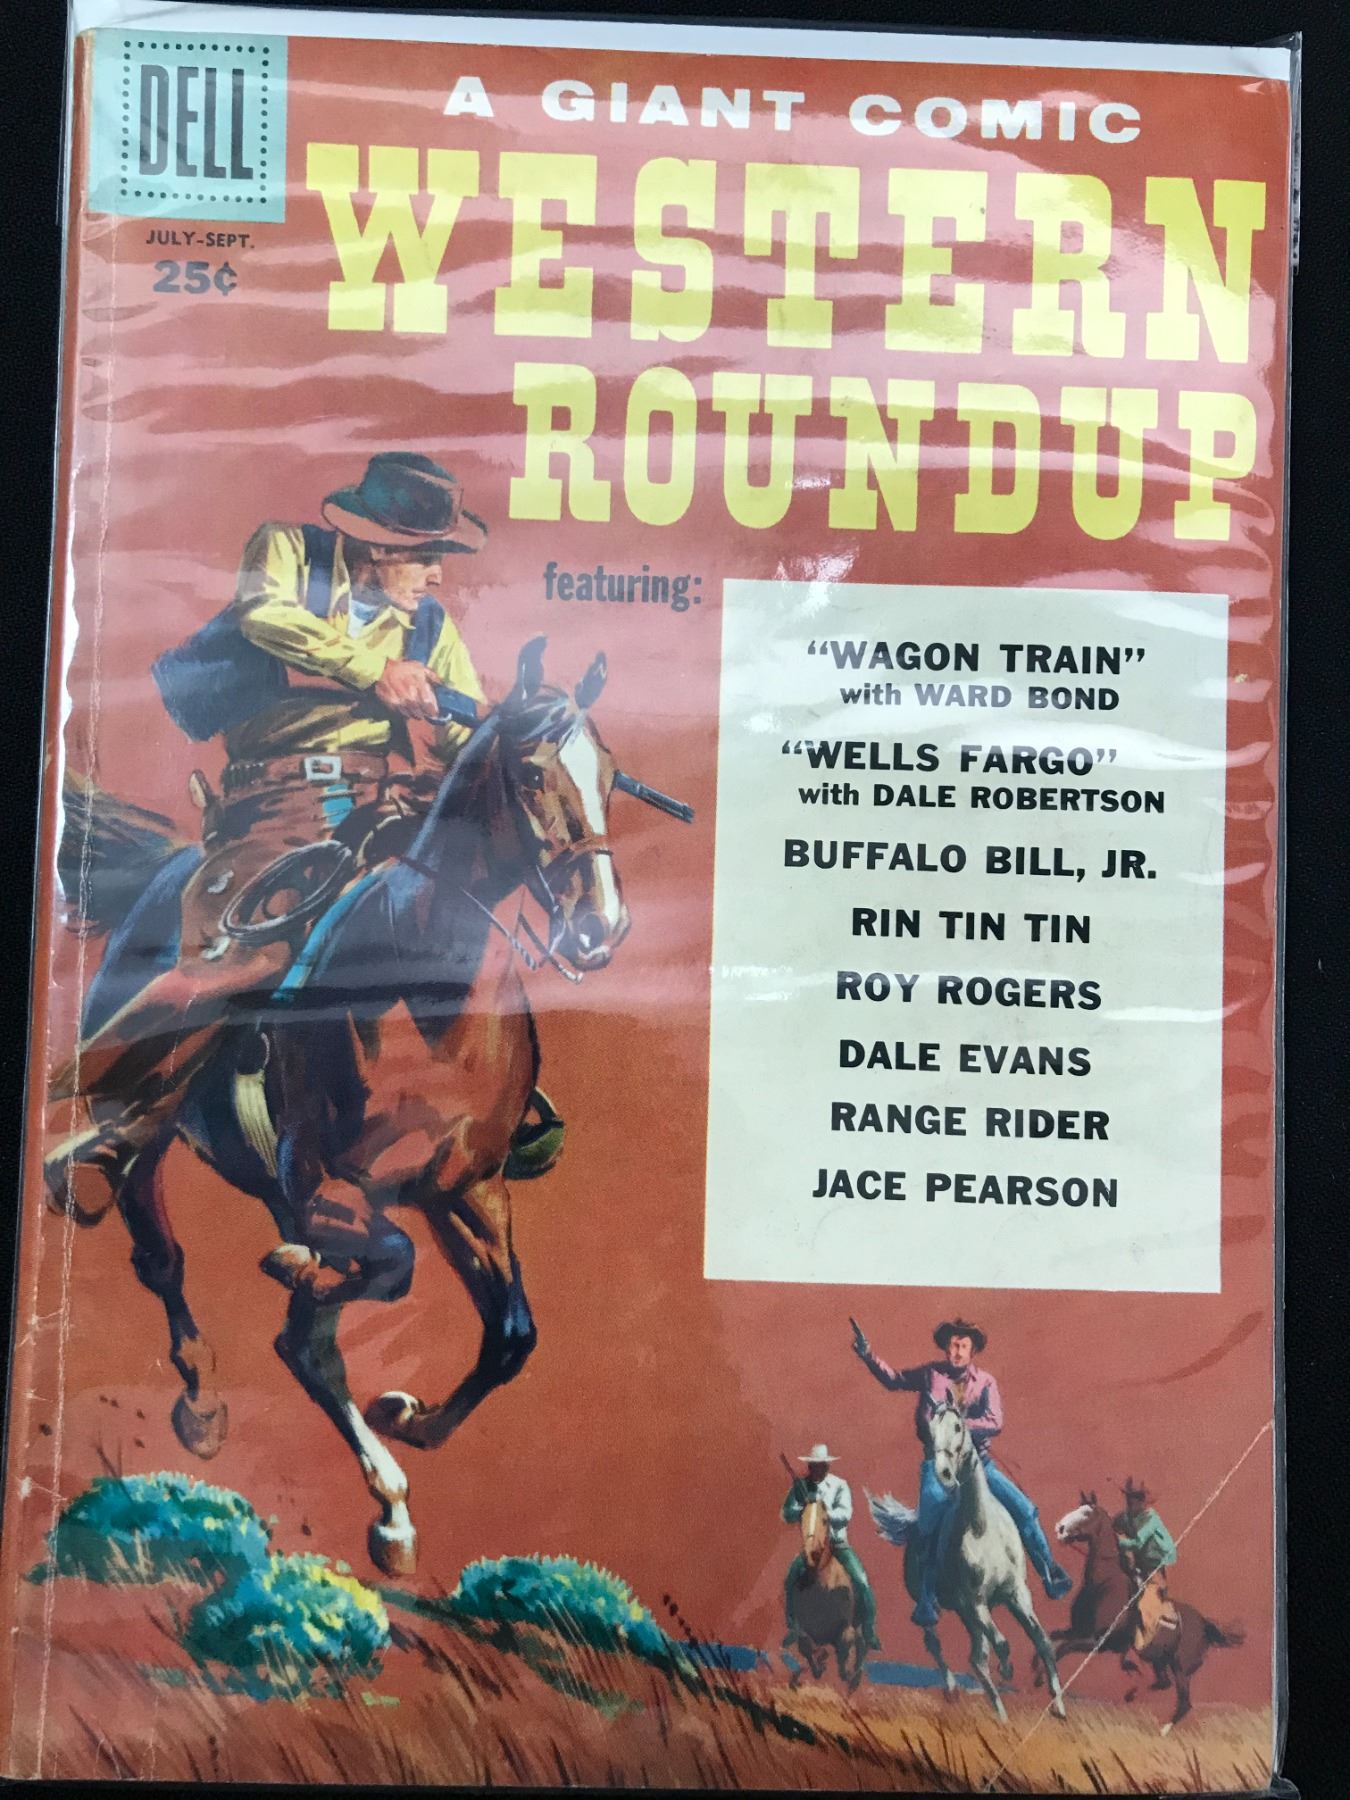 DELL
JULY-SEPT.
25¢
A GIANT COMIC
WESTERN
ROUNDUP
featuring:
"WAGON TRAIN"
with WARD BOND
"WELLS FARGO"
with DALE ROBERTSON
BUFFALO BILL, JR.
RIN TIN TIN
ROY ROGERS
DALE EVANS
RANGE RIDER
JACE PEARSON